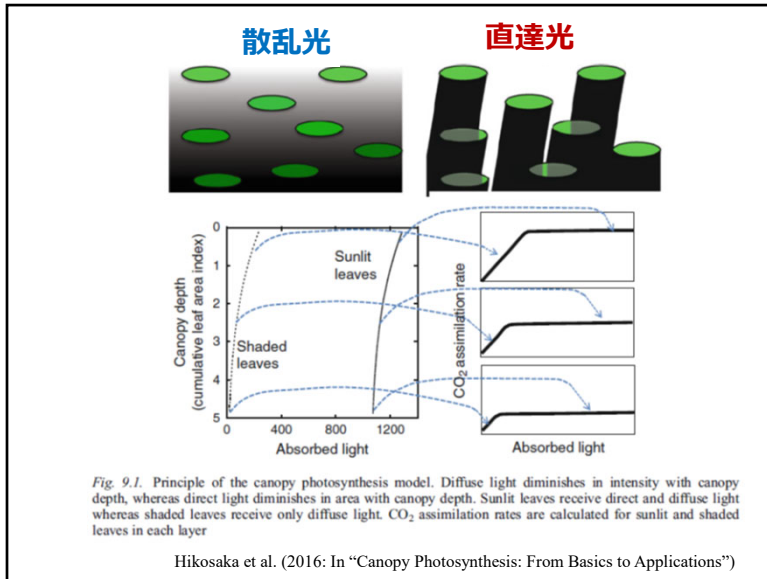 散乱光
直達光
Canopy depth
(cumulative leaf area index)
0
1
2
3
4
5
Sunlit
leaves
Shaded
leaves
0
400
800
1200
Absorbed light
CO₂ assimilation rate
Absorbed light
Fig. 9.1. Principle of the canopy photosynthesis model. Diffuse light diminishes in intensity with canopy
depth, whereas direct light diminishes in area with canopy depth. Sunlit leaves receive direct and diffuse light
whereas shaded leaves receive only diffuse light. CO₂ assimilation rates are calculated for sunlit and shaded
leaves in each layer
Hikosaka et al. (2016: In “Canopy Photosynthesis: From Basics to Applications”)